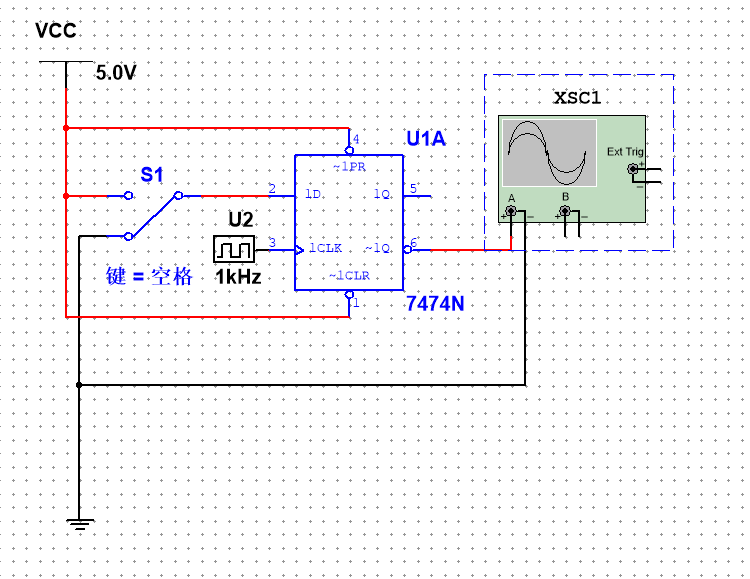 VCC
5.0V
XSC1
4
U1A
~1PR
Ext Trig
+
−
S1
2
1D
1Q
5
A
B
+
−
+
−
U2
3
1CLK
~1Q
6
键 = 空格
1kHz
~1CLR
1
7474N